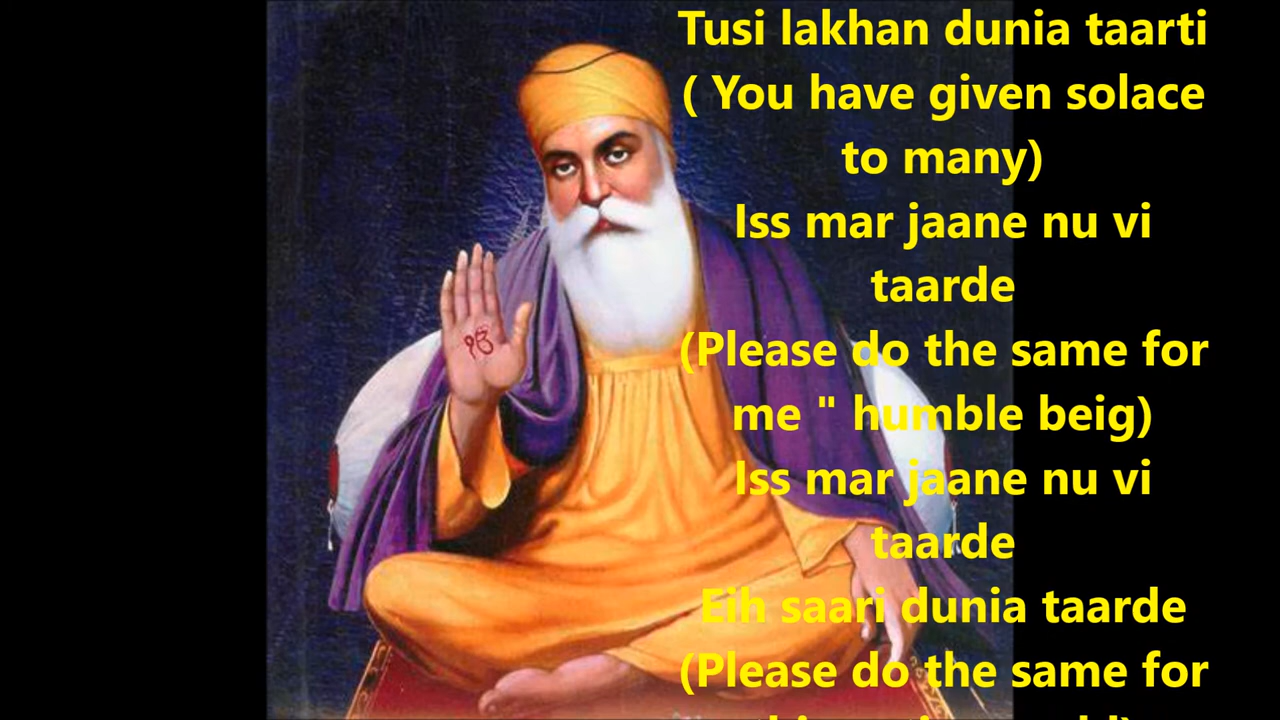 Tusi lakhan dunia taarti
( You have given solace
to many)
Iss mar jaane nu vi
taarde
(Please do the same for
me " humble beig)
Iss mar jaane nu vi
taarde
Eih saari dunia taarde
(Please do the same for
ੴ